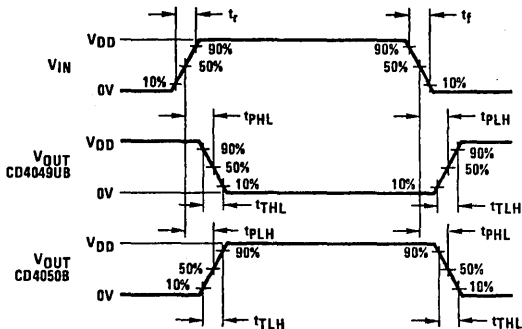 tr tf
VDD
90% 90%
VIN 50% 50%
10% 10%
0V
tPHL tPLH
VDD
90% 90%
VOUT 50% 50%
CD4049UB
10% 10%
0V
tTHL tTLH
tPLH tPHL
VDD
90% 90%
VOUT 50% 50%
CD4050B
10% 10%
0V
tTLH tTHL